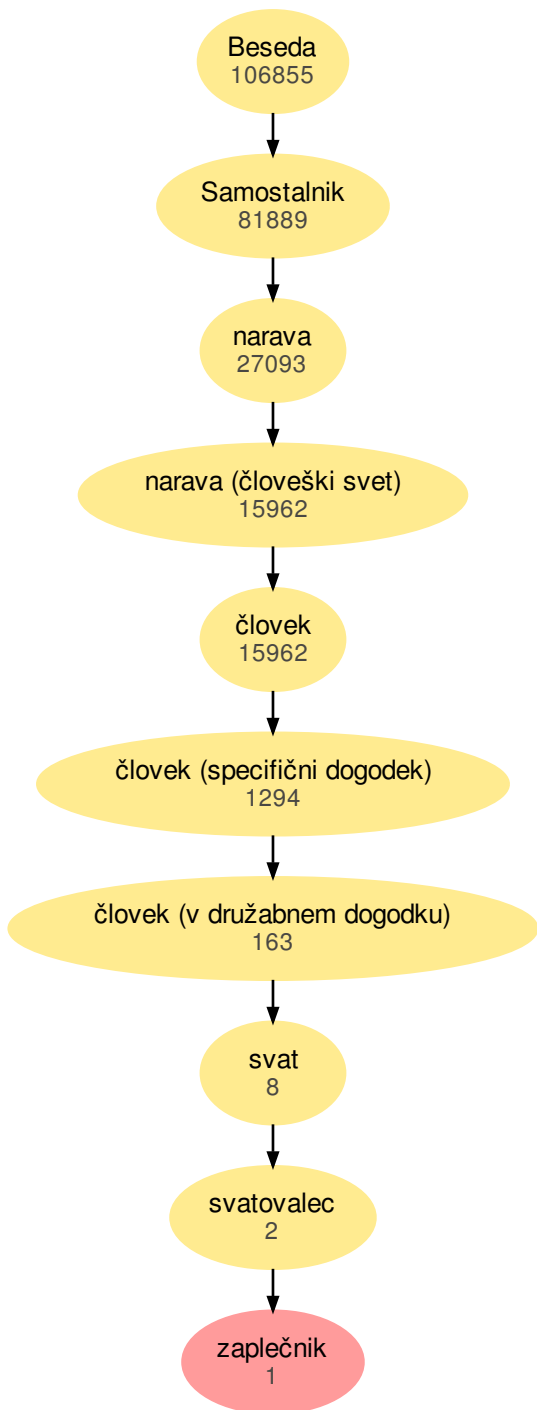 Beseda
106855
Samostalnik
81889
narava
27093
narava (človeški svet)
15962
človek
15962
človek (specifični dogodek)
1294
človek (v družabnem dogodku)
163
svat
8
svatovalec
2
zaplečnik
1